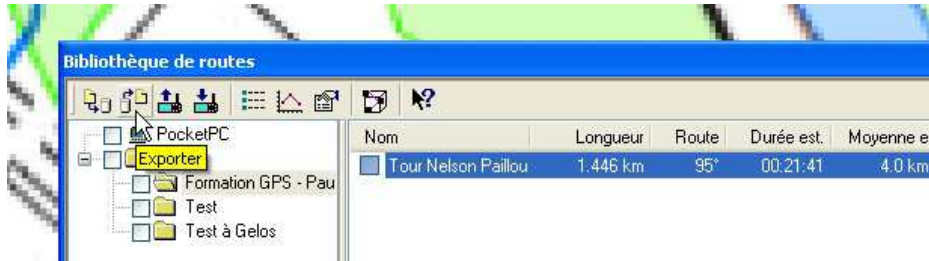 Bibliothèque de routes
PocketPC
Exporter
Formation GPS - Pau
Test
Test à Gelos
Nom Longueur Route Durée est. Moyenne e
Tour Nelson Paillou 1.446 km 95° 00:21:41 4.0 km